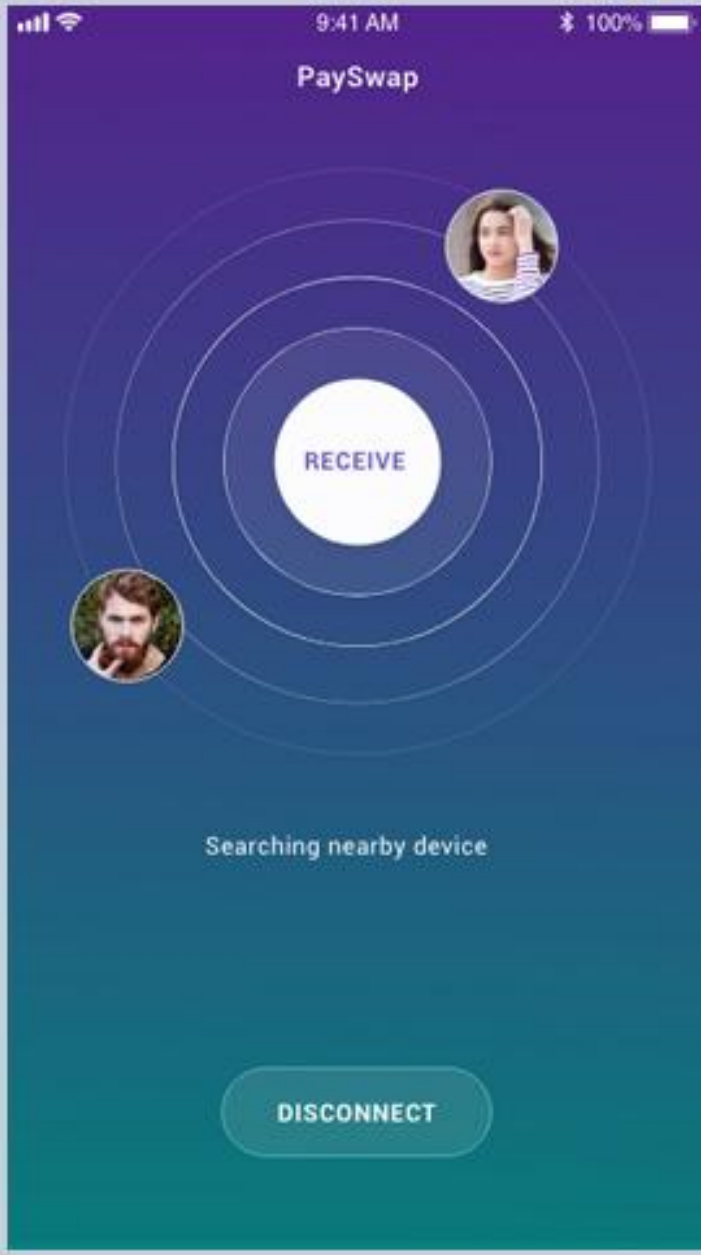 9:41 AM
100%
PaySwap
RECEIVE
Searching nearby device
DISCONNECT